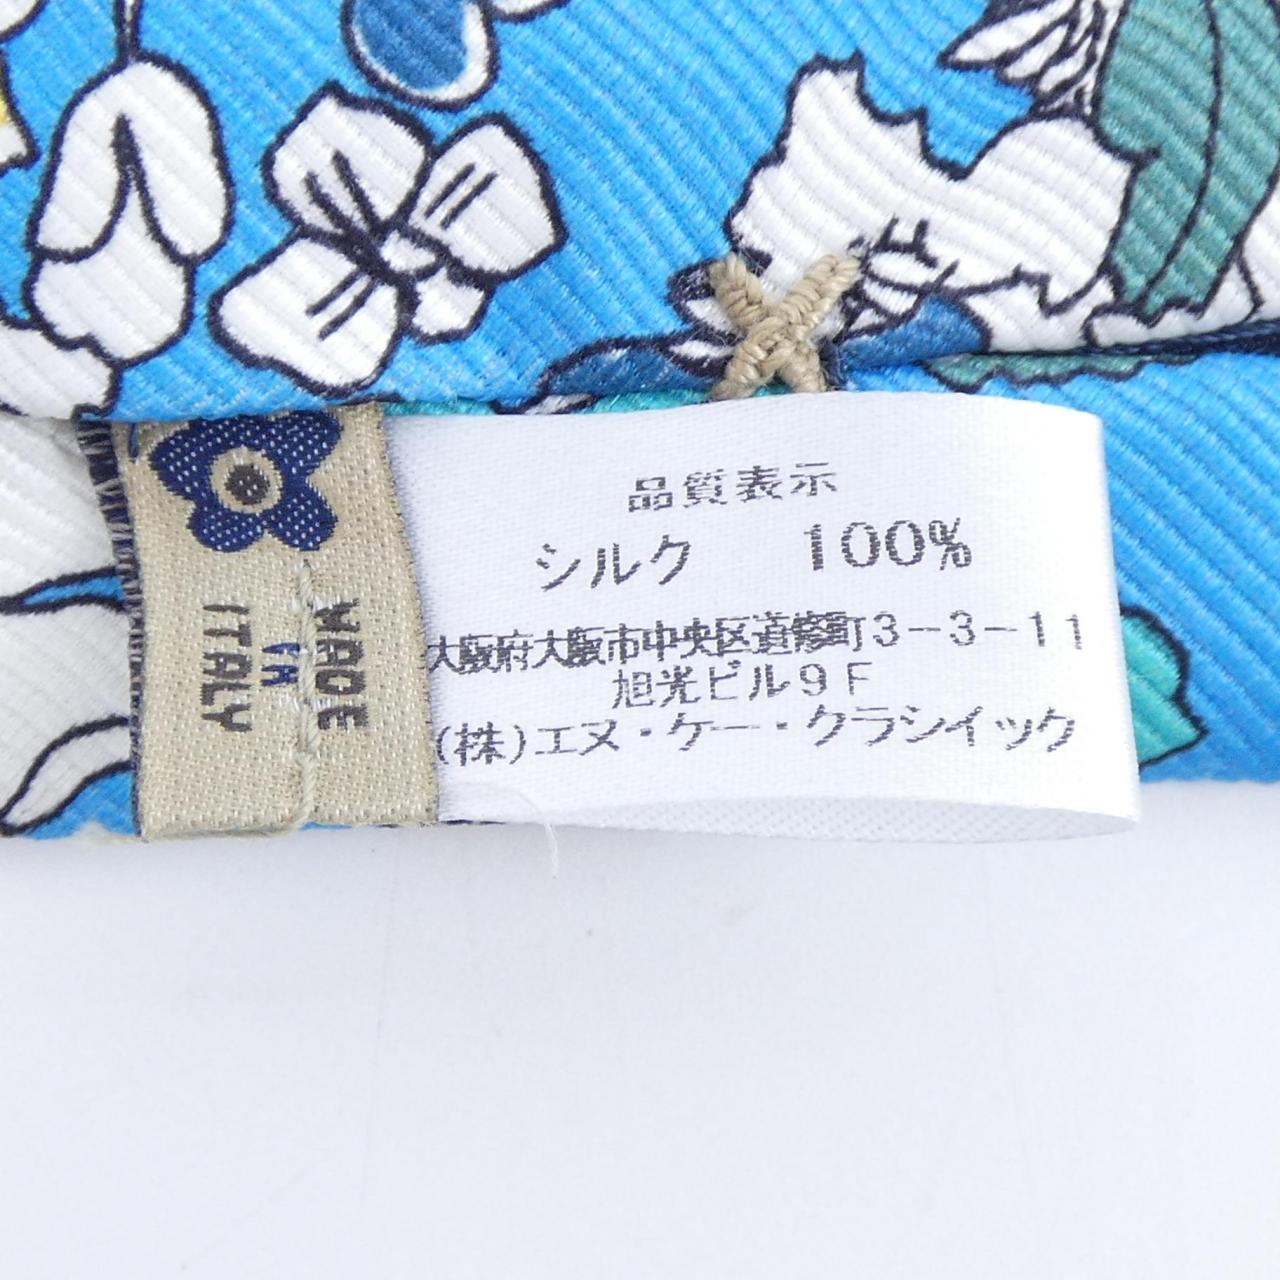 品質表示
シルク 100%
大阪府大阪市中央区道修町3-3-11
旭光ビル9F
(株)エヌ・ケー・クラシイック
MADE
IN
ITALY